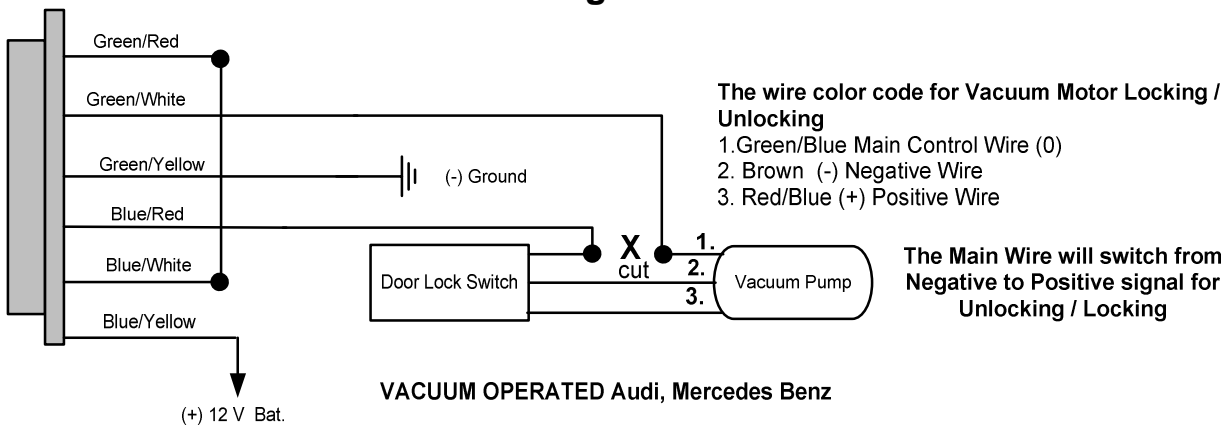 Green/Red
Green/White
Green/Yellow
Blue/Red
Blue/White
Blue/Yellow
(+) 12 V Bat.
(-) Ground
Door Lock Switch
X
cut
1.
2.
3.
Vacuum Pump
The wire color code for Vacuum Motor Locking /
Unlocking
1.Green/Blue Main Control Wire (0)
2. Brown (-) Negative Wire
3. Red/Blue (+) Positive Wire
The Main Wire will switch from
Negative to Positive signal for
Unlocking / Locking
VACUUM OPERATED Audi, Mercedes Benz